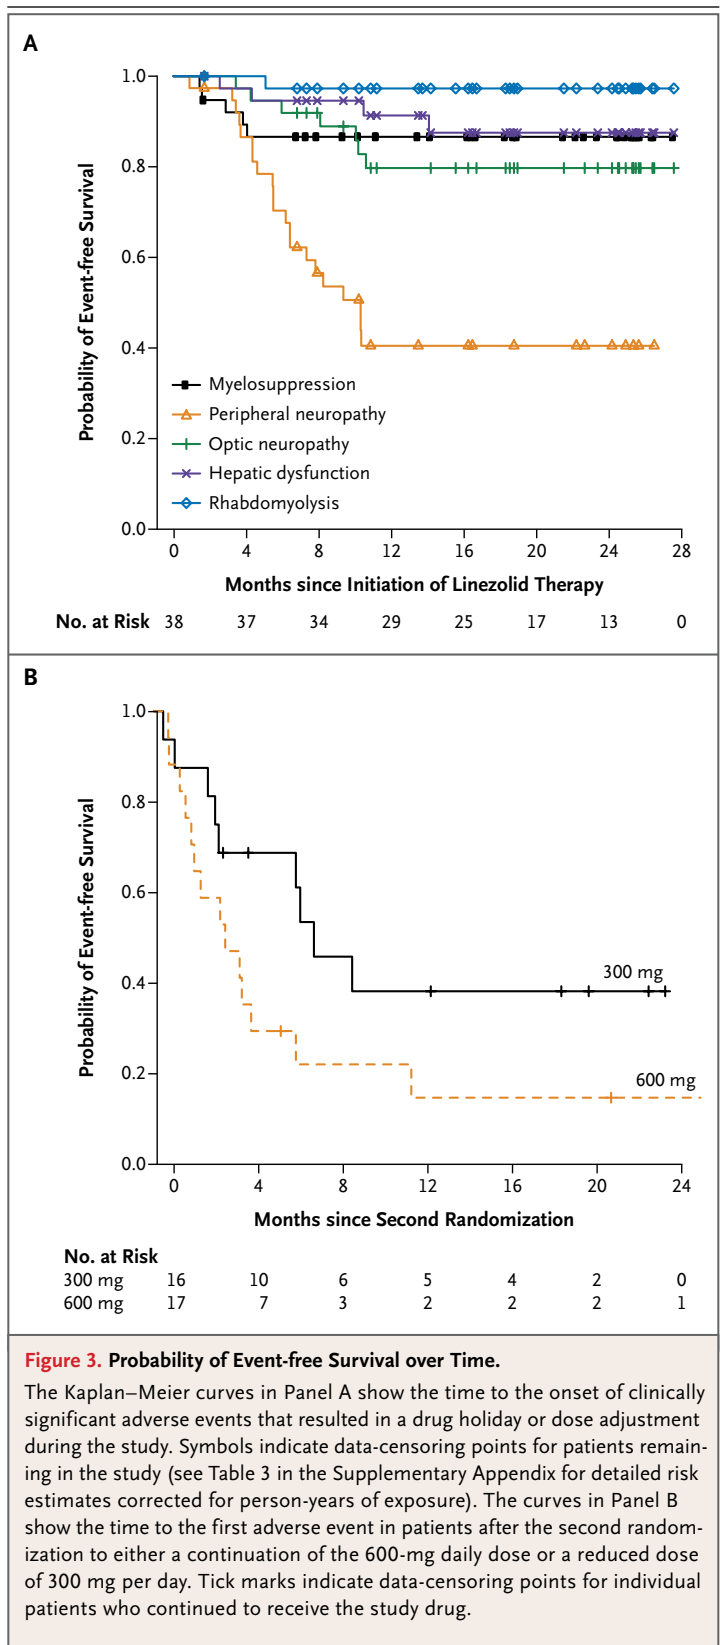 A
1.0
0.8
0.6
0.4
0.2
0.0
Probability of Event-free Survival
Myelosuppression
Peripheral neuropathy
Optic neuropathy
Hepatic dysfunction
Rhabdomyolysis
0 4 8 12 16 20 24 28
Months since Initiation of Linezolid Therapy
No. at Risk 38 37 34 29 25 17 13 0
B
1.0
0.8
0.6
0.4
0.2
0.0
Probability of Event-free Survival
300 mg
600 mg
0 4 8 12 16 20 24
Months since Second Randomization
No. at Risk
300 mg 16 10 6 5 4 2 0
600 mg 17 7 3 2 2 2 1
Figure 3. Probability of Event-free Survival over Time.
The Kaplan–Meier curves in Panel A show the time to the onset of clinically
significant adverse events that resulted in a drug holiday or dose adjustment
during the study. Symbols indicate data-censoring points for patients remain-
ing in the study (see Table 3 in the Supplementary Appendix for detailed risk
estimates corrected for person-years of exposure). The curves in Panel B
show the time to the first adverse event in patients after the second random-
ization to either a continuation of the 600-mg daily dose or a reduced dose
of 300 mg per day. Tick marks indicate data-censoring points for individual
patients who continued to receive the study drug.